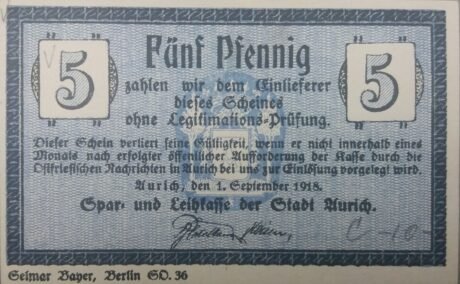 Fünf Pfennig
5 5
zahlen wir dem Einlieferer
dieses Scheines
ohne Legitimations-Prüfung.
Dieser Schein verliert seine Gültigkeit, wenn er nicht innerhalb eines
Monats nach erfolgter öffentlicher Aufforderung der Kasse durch die
Ostfriesischen Nachrichten in Aurich bei uns zur Einlösung vorgelegt wird.
Aurich, den 1. September 1918.
Spar- und Leihkasse der Stadt Aurich.
C -10-
Selmar Bayer, Berlin SO. 36